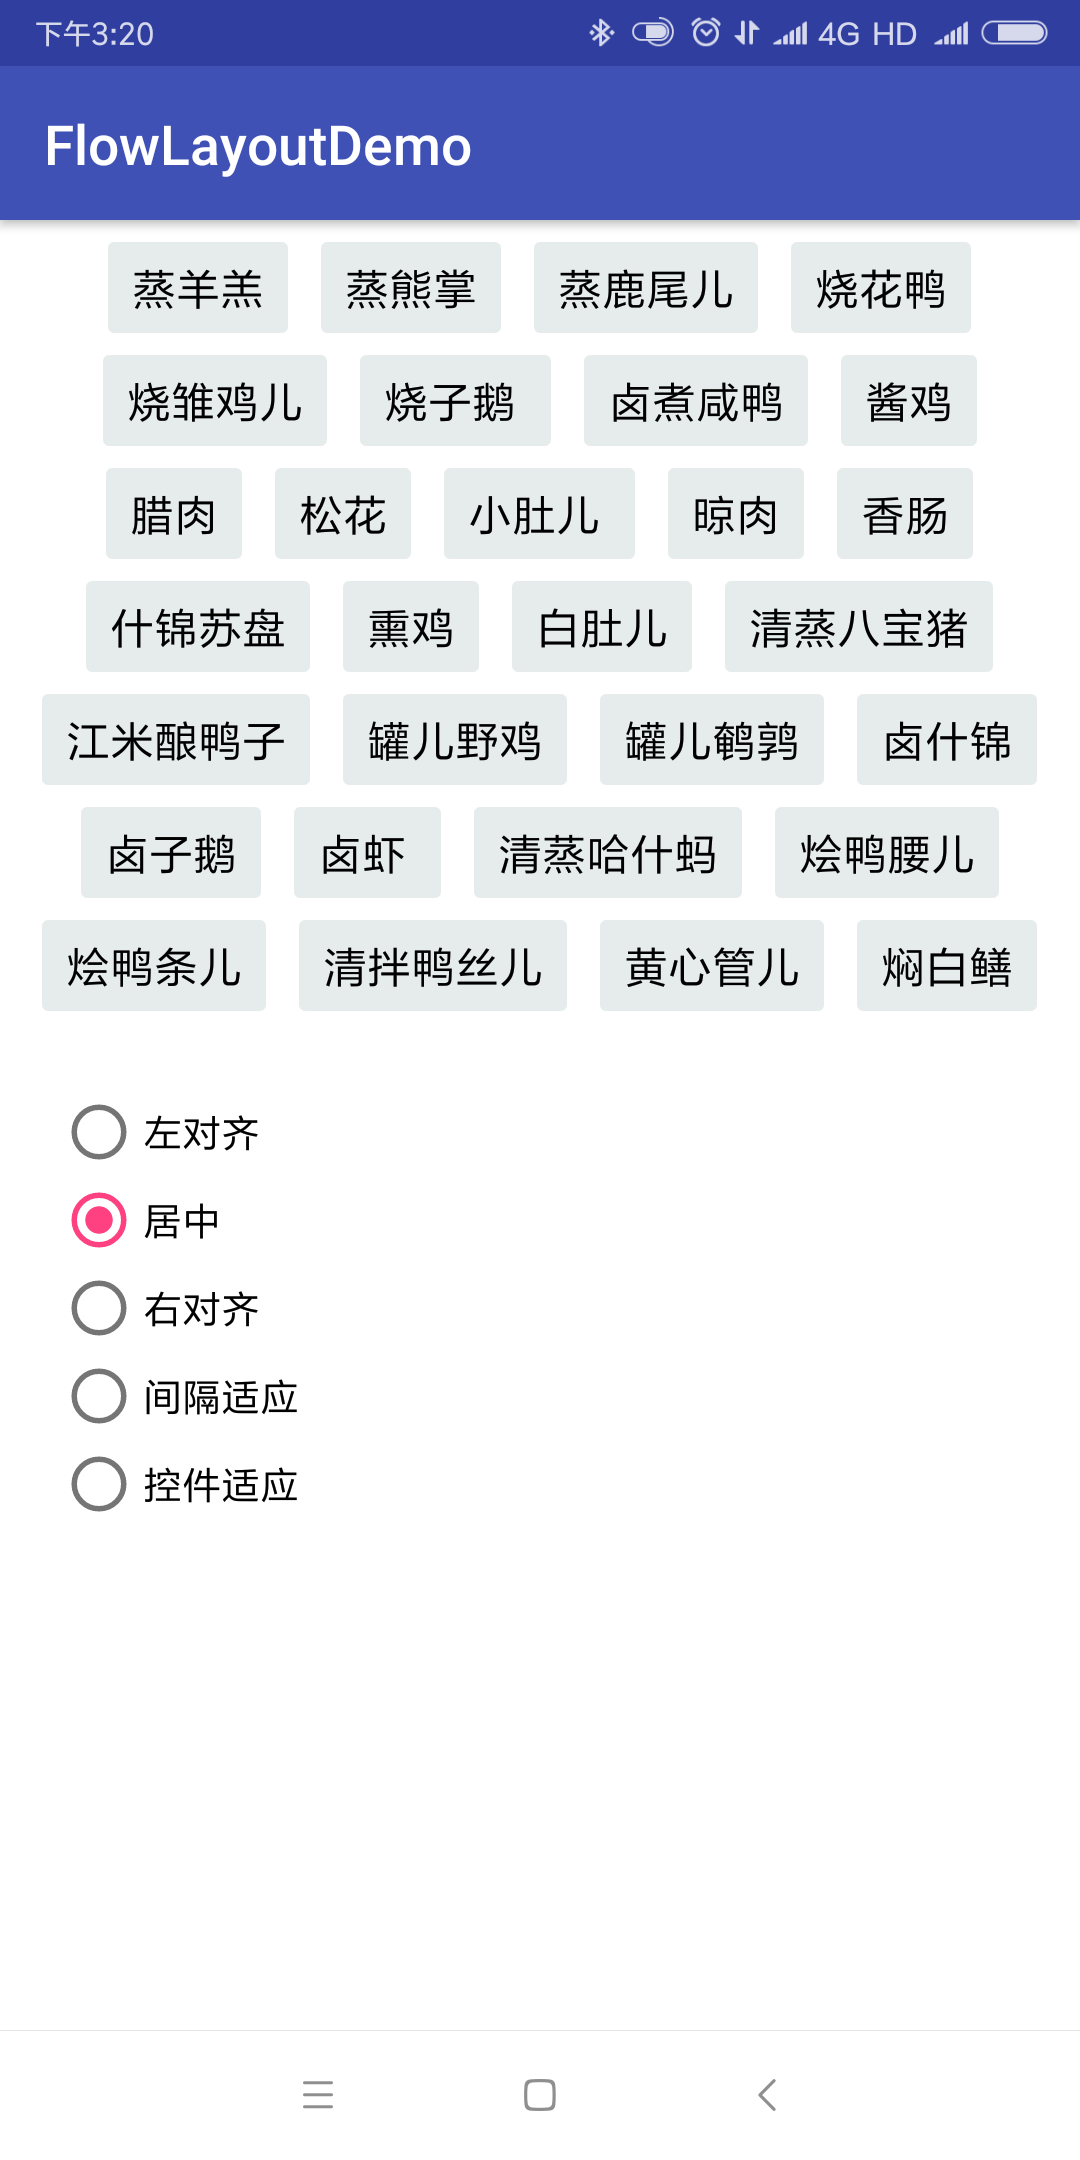 下午3:20 4G HD
FlowLayoutDemo
蒸羊羔 蒸熊掌 蒸鹿尾儿 烧花鸭
烧雏鸡儿 烧子鹅 卤煮咸鸭 酱鸡
腊肉 松花 小肚儿 晾肉 香肠
什锦苏盘 熏鸡 白肚儿 清蒸八宝猪
江米酿鸭子 罐儿野鸡 罐儿鹌鹑 卤什锦
卤子鹅 卤虾 清蒸哈什蚂 烩鸭腰儿
烩鸭条儿 清拌鸭丝儿 黄心管儿 焖白鳝
左对齐
居中
右对齐
间隔适应
控件适应